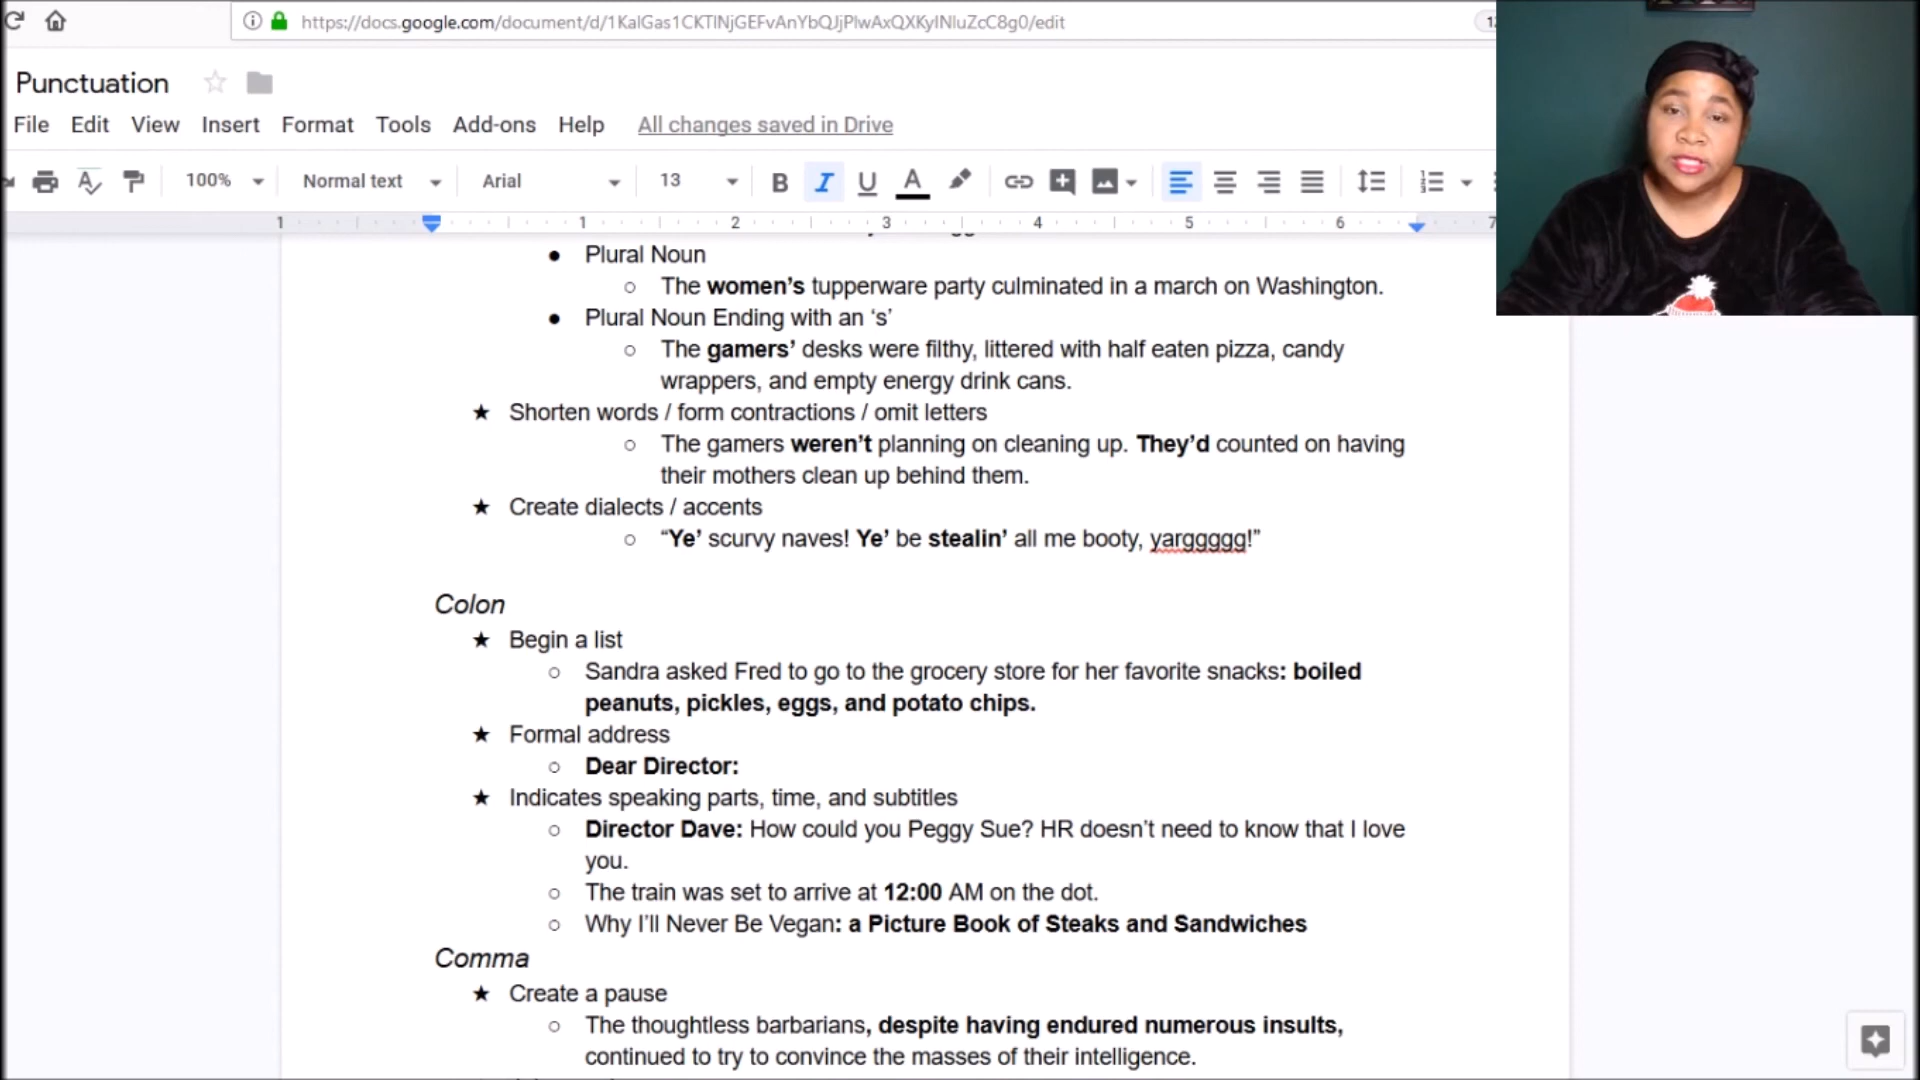 https://docs.google.com/document/d/1KalGas1CKTlNjGEFvAnYbQJjPlwAxQXKyINluZcC8g0/edit
Punctuation
File Edit View Insert Format Tools Add-ons Help All changes saved in Drive
100% Normal text Arial 13 B I U A
1 1 2 3 4 5 6 7
● Plural Noun
○ The women’s tupperware party culminated in a march on Washington.
● Plural Noun Ending with an ‘s’
○ The gamers’ desks were filthy, littered with half eaten pizza, candy
wrappers, and empty energy drink cans.
★ Shorten words / form contractions / omit letters
○ The gamers weren’t planning on cleaning up. They’d counted on having
their mothers clean up behind them.
★ Create dialects / accents
○ “Ye’ scurvy naves! Ye’ be stealin’ all me booty, yarggggg!”
Colon
★ Begin a list
○ Sandra asked Fred to go to the grocery store for her favorite snacks: boiled
peanuts, pickles, eggs, and potato chips.
★ Formal address
○ Dear Director:
★ Indicates speaking parts, time, and subtitles
○ Director Dave: How could you Peggy Sue? HR doesn’t need to know that I love
you.
○ The train was set to arrive at 12:00 AM on the dot.
○ Why I’ll Never Be Vegan: a Picture Book of Steaks and Sandwiches
Comma
★ Create a pause
○ The thoughtless barbarians, despite having endured numerous insults,
continued to try to convince the masses of their intelligence.